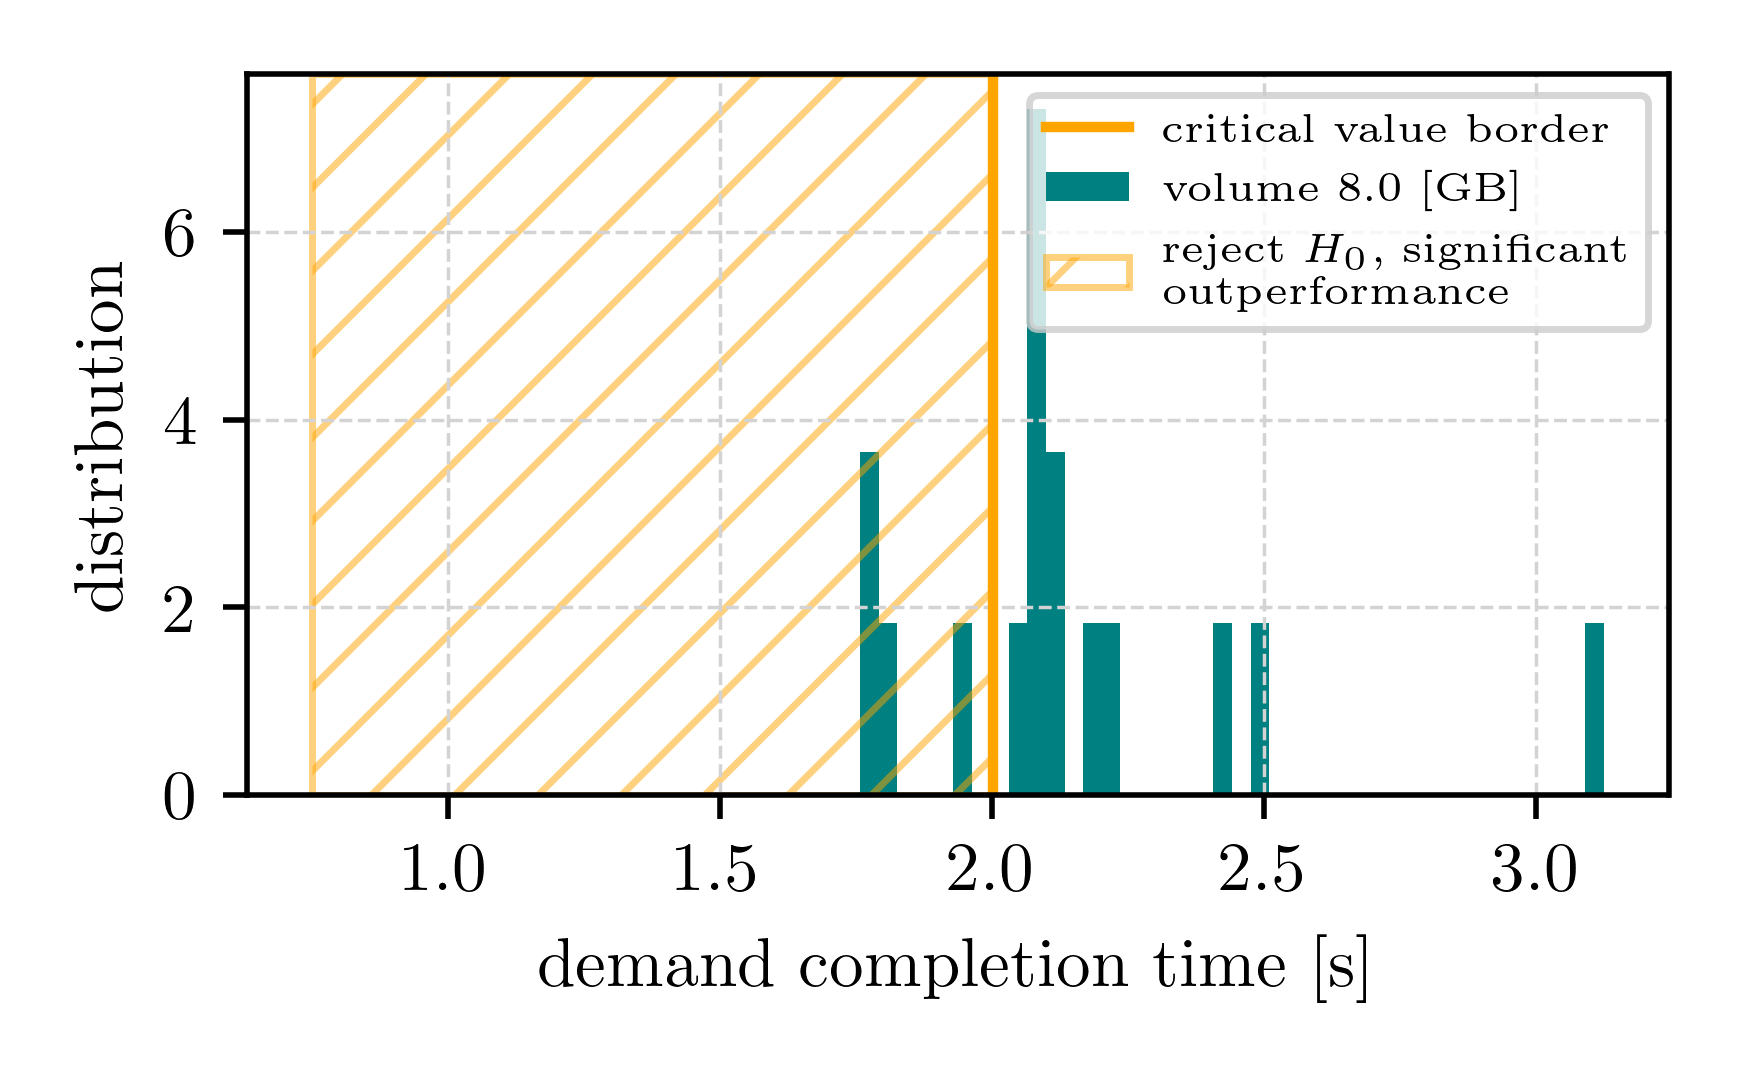 critical value border
volume 8.0 [GB]
reject H0, significant
outperformance
distribution
6
4
2
0
1.0 1.5 2.0 2.5 3.0
demand completion time [s]